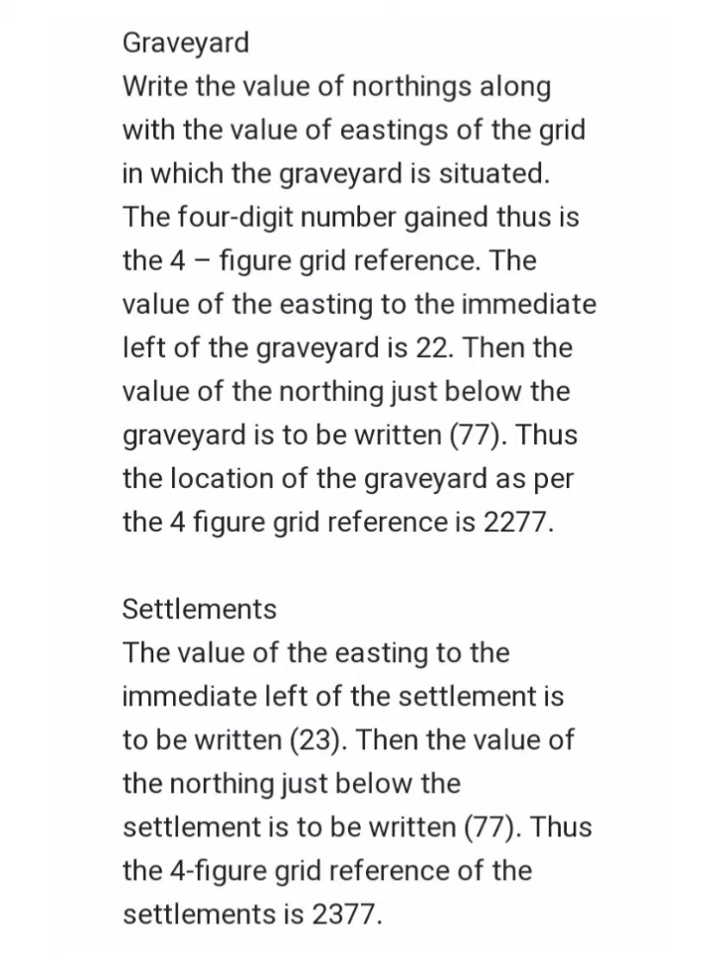 Graveyard
Write the value of northings along
with the value of eastings of the grid
in which the graveyard is situated.
The four-digit number gained thus is
the 4 – figure grid reference. The
value of the easting to the immediate
left of the graveyard is 22. Then the
value of the northing just below the
graveyard is to be written (77). Thus
the location of the graveyard as per
the 4 figure grid reference is 2277.
Settlements
The value of the easting to the
immediate left of the settlement is
to be written (23). Then the value of
the northing just below the
settlement is to be written (77). Thus
the 4-figure grid reference of the
settlements is 2377.